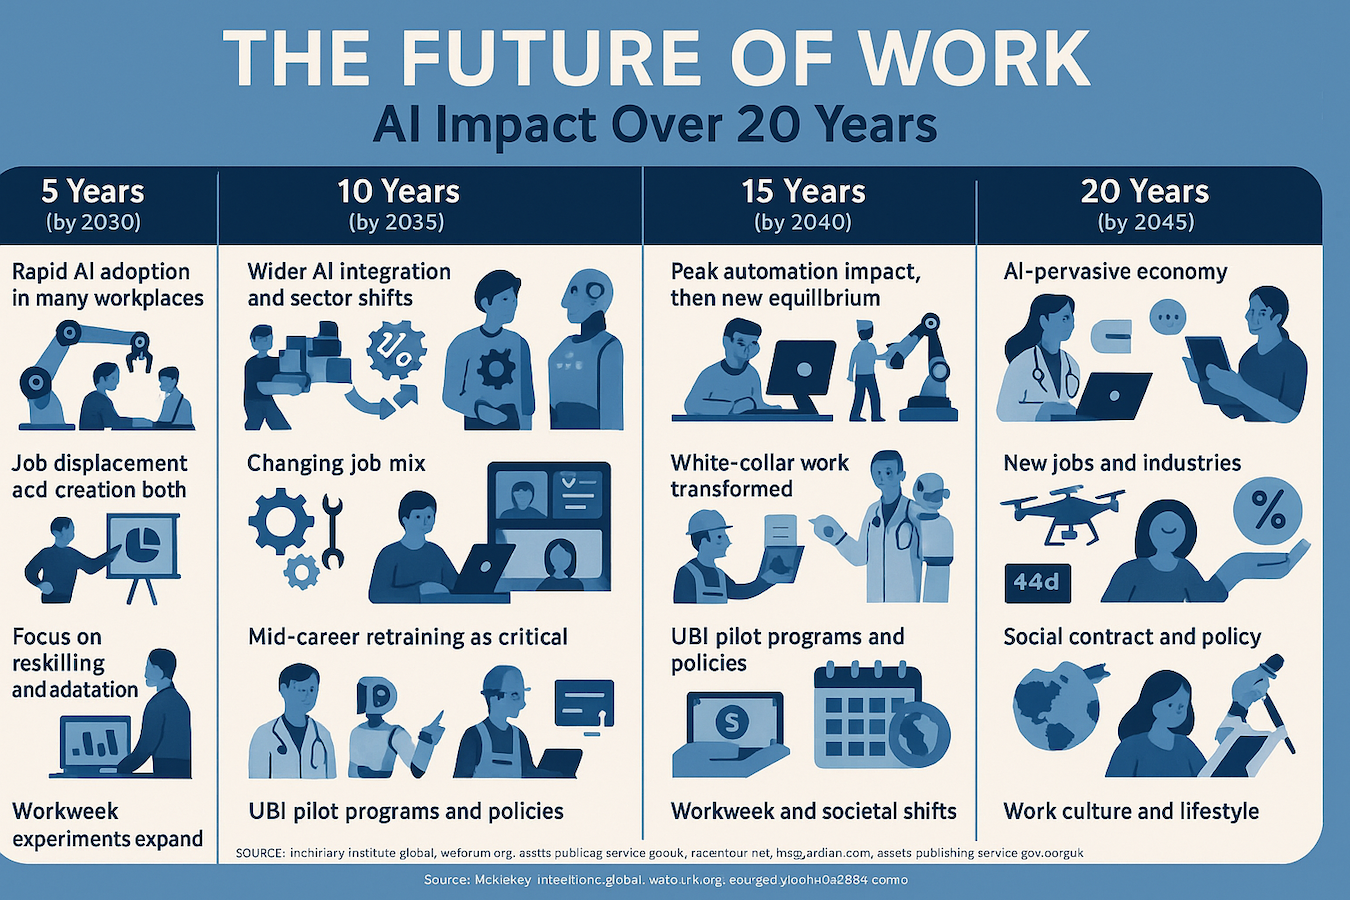 THE FUTURE OF WORK
AI Impact Over 20 Years
5 Years
(by 2030)
Rapid AI adoption
in many workplaces
Job displacement
acd creation both
Focus on
reskilling
and adatation
Workweek
experiments expand
10 Years
(by 2035)
Wider AI integration
and sector shifts
Changing job mix
Mid-career retraining as critical
UBI pilot programs and policies
15 Years
(by 2040)
Peak automation impact,
then new equillbrium
White-collar work
transformed
UBI pilot programs and
policies
S
Workweek and societal shifts
20 Years
(by 2045)
AI-pervasive economy
New jobs and industries
%
44d
Social contract and policy
Work culture and lifestyle
SOURCE: inchiriary institute global, weforum org. asstts publicag service goouk, racentour net, assets publishing service gov.oorguk
Source: Mckiekey